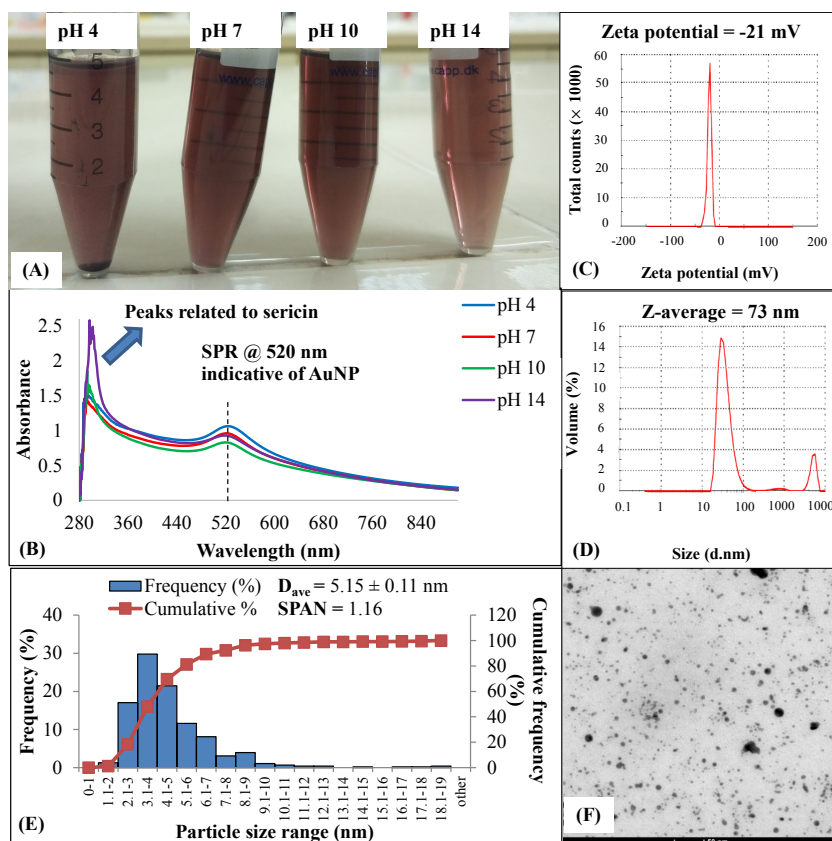 pH 4
pH 7
pH 10
pH 14
5
4
3
2
www.capp.dk
capp.dk
(A)
Zeta potential = -21 mV
Total counts (× 1000)
60
50
40
30
20
10
0
-200
-100
0
100
200
Zeta potential (mV)
(C)
Peaks related to sericin
SPR @ 520 nm
indicative of AuNP
pH 4
pH 7
pH 10
pH 14
Absorbance
2.5
2
1.5
1
0.5
0
280
360
440
520
600
680
760
840
Wavelength (nm)
(B)
Z-average = 73 nm
Volume (%)
16
14
12
10
8
6
4
2
0
0.1
1
10
100
1000
1000
Size (d.nm)
(D)
Frequency (%)
Cumulative %
D ave = 5.15 ± 0.11 nm
SPAN = 1.16
Frequency (%)
40
30
20
10
0
120
100
80
60
40
20
0
Cumulative frequency
(%)
0-1
1.1-2
2.1-3
3.1-4
4.1-5
5.1-6
6.1-7
7.1-8
8.1-9
9.1-10
10.1-11
11.1-12
12.1-13
13.1-14
14.1-15
16.1-16
16.1-17
17.1-18
18.1-19
other
Particle size range (nm)
(E)
(F)